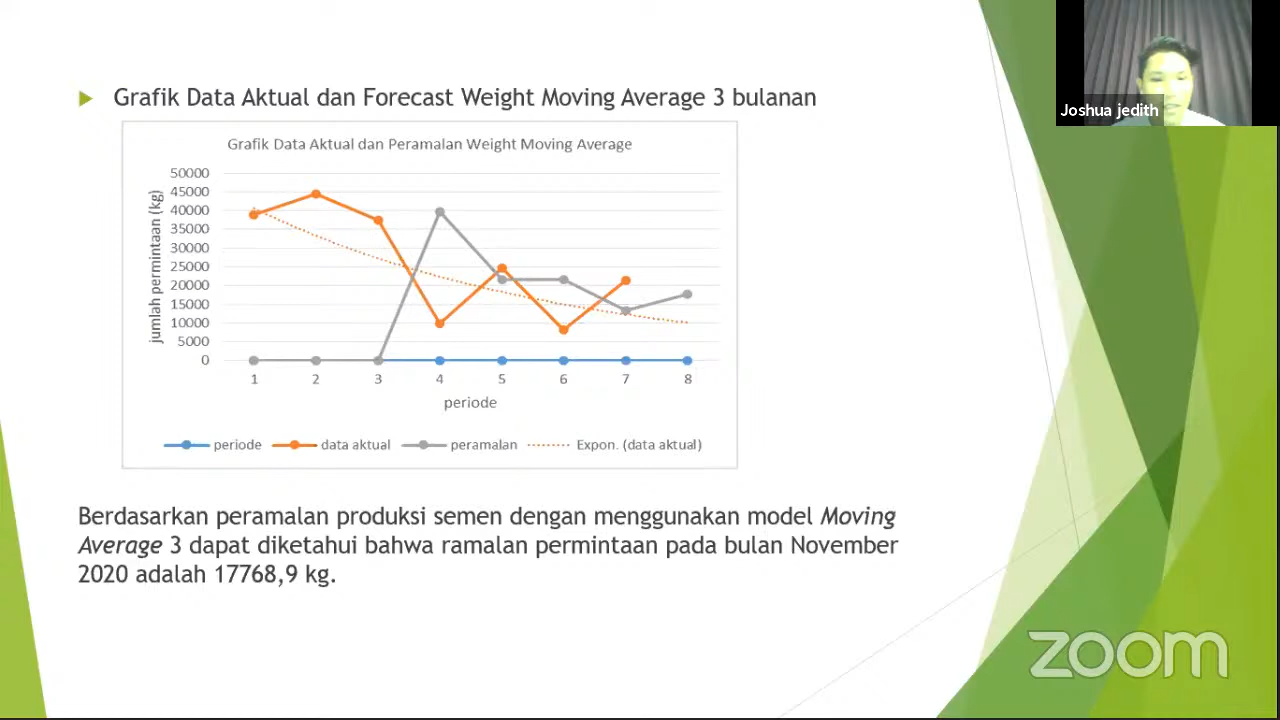 Joshua jedith
Grafik Data Aktual dan Forecast Weight Moving Average 3 bulanan
Grafik Data Aktual dan Peramalan Weight Moving Average
jumlah permintaan (kg)
50000
45000
40000
35000
30000
25000
20000
15000
10000
5000
0
1 2 3 4 5 6 7 8
periode
periode data aktual peramalan Expon. (data aktual)
Berdasarkan peramalan produksi semen dengan menggunakan model Moving
Average 3 dapat diketahui bahwa ramalan permintaan pada bulan November
2020 adalah 17768,9 kg.
zoom